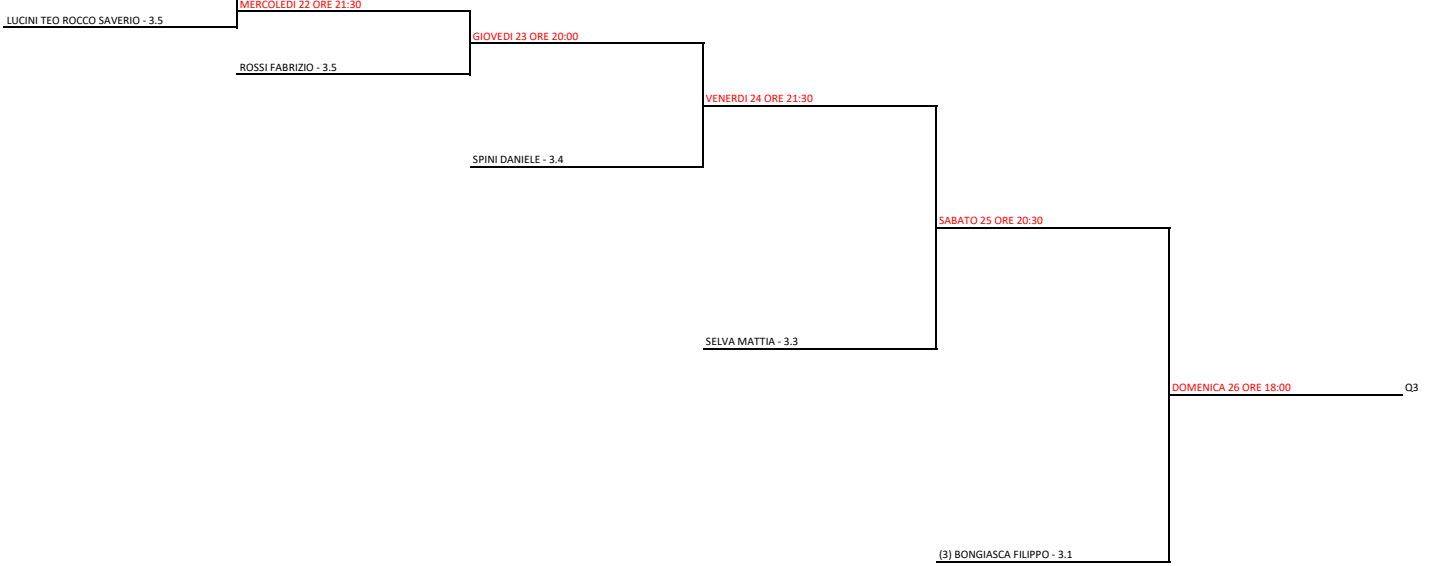 MERCOLEDI 22 ORE 21:30
LUCINI TEO ROCCO SAVERIO - 3.5
GIOVEDI 23 ORE 20:00
ROSSI FABRIZIO - 3.5
VENERDI 24 ORE 21:30
SPINI DANIELE - 3.4
SABATO 25 ORE 20:30
SELVA MATTIA - 3.3
DOMENICA 26 ORE 18:00 Q3
(3) BONGIASCA FILIPPO - 3.1